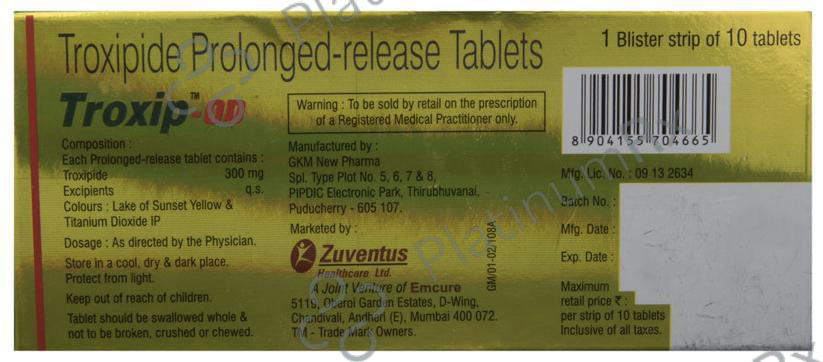 Troxipide Prolonged-release Tablets
1 Blister strip of 10 tablets
Troxip™-OD
Composition :
Each Prolonged-release tablet contains :
Troxipide 300 mg
Excipients q.s.
Colours : Lake of Sunset Yellow &
Titanium Dioxide IP
Dosage : As directed by the Physician.
Store in a cool, dry & dark place.
Protect from light.
Keep out of reach of children.
Tablet should be swallowed whole &
not to be broken, crushed or chewed.
Warning : To be sold by retail on the prescription
of a Registered Medical Practitioner only.
Manufactured by :
GKM New Pharma
Spl. Type Plot No. 5, 6, 7 & 8,
PIPDIC Electronic Park, Thirubhuvanai,
Puducherry - 605 107.
Marketed by :
Zuventus
Healthcare Ltd.
A Joint Venture of Emcure
5119, Oberoi Garden Estates, D-Wing,
Chandivali, Andheri (E), Mumbai 400 072.
TM - Trade Mark Owners.
GM/01-02/108A
8 904155 704665
Mfg. Lic. No. : 09 13 2634
Batch No. :
Mfg. Date :
Exp. Date :
Maximum
retail price ₹ :
per strip of 10 tablets
Inclusive of all taxes.
PlatinumRx